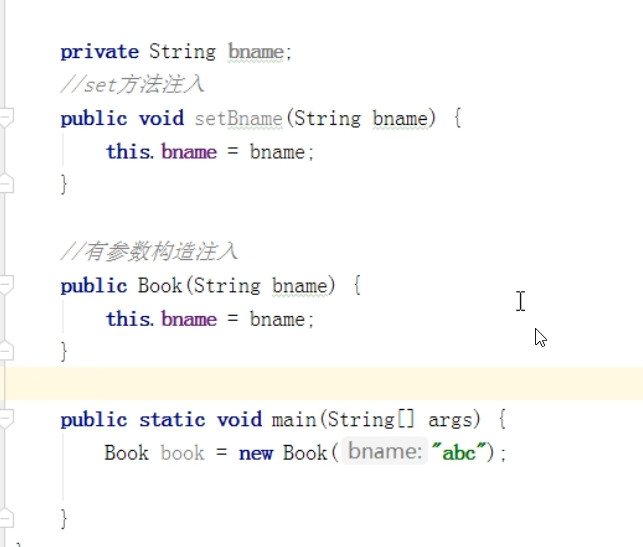 private String bname;
//set方法注入
public void setBname(String bname) {
this.bname = bname;
}
//有参数构造注入
public Book(String bname) {
this.bname = bname;
}
public static void main(String[] args) {
Book book = new Book( bname: "abc");
}